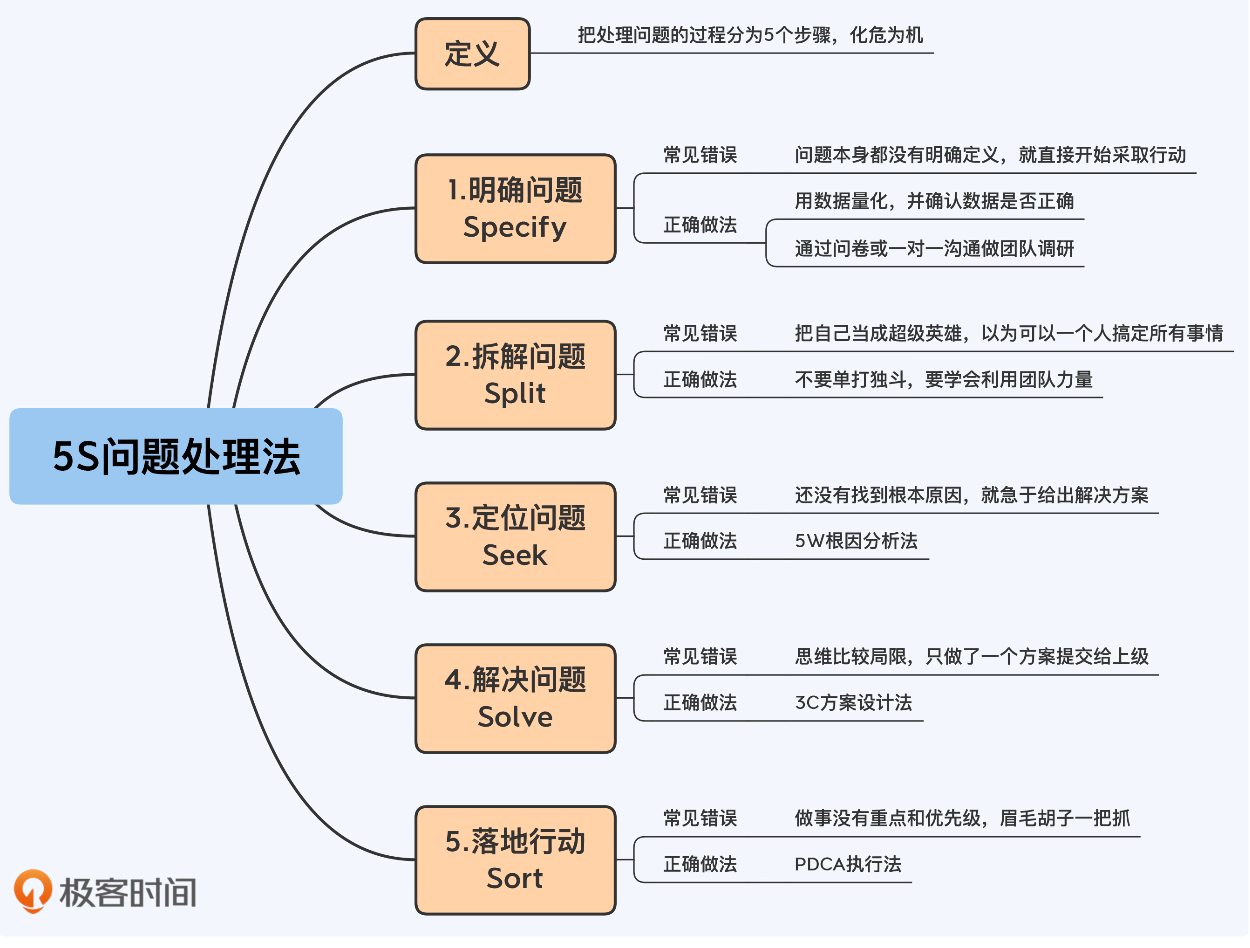 定义
把处理问题的过程分为5个步骤，化危为机
1.明确问题
Specify
常见错误
问题本身都没有明确定义，就直接开始采取行动
正确做法
用数据量化，并确认数据是否正确
通过问卷或一对一沟通做团队调研
2.拆解问题
Split
常见错误
把自己当成超级英雄，以为可以一个人搞定所有事情
正确做法
不要单打独斗，要学会利用团队力量
5S问题处理法
3.定位问题
Seek
常见错误
还没有找到根本原因，就急于给出解决方案
正确做法
5W根因分析法
4.解决问题
Solve
常见错误
思维比较局限，只做了一个方案提交给上级
正确做法
3C方案设计法
5.落地行动
Sort
常见错误
做事没有重点和优先级，眉毛胡子一把抓
正确做法
PDCA执行法
极客时间